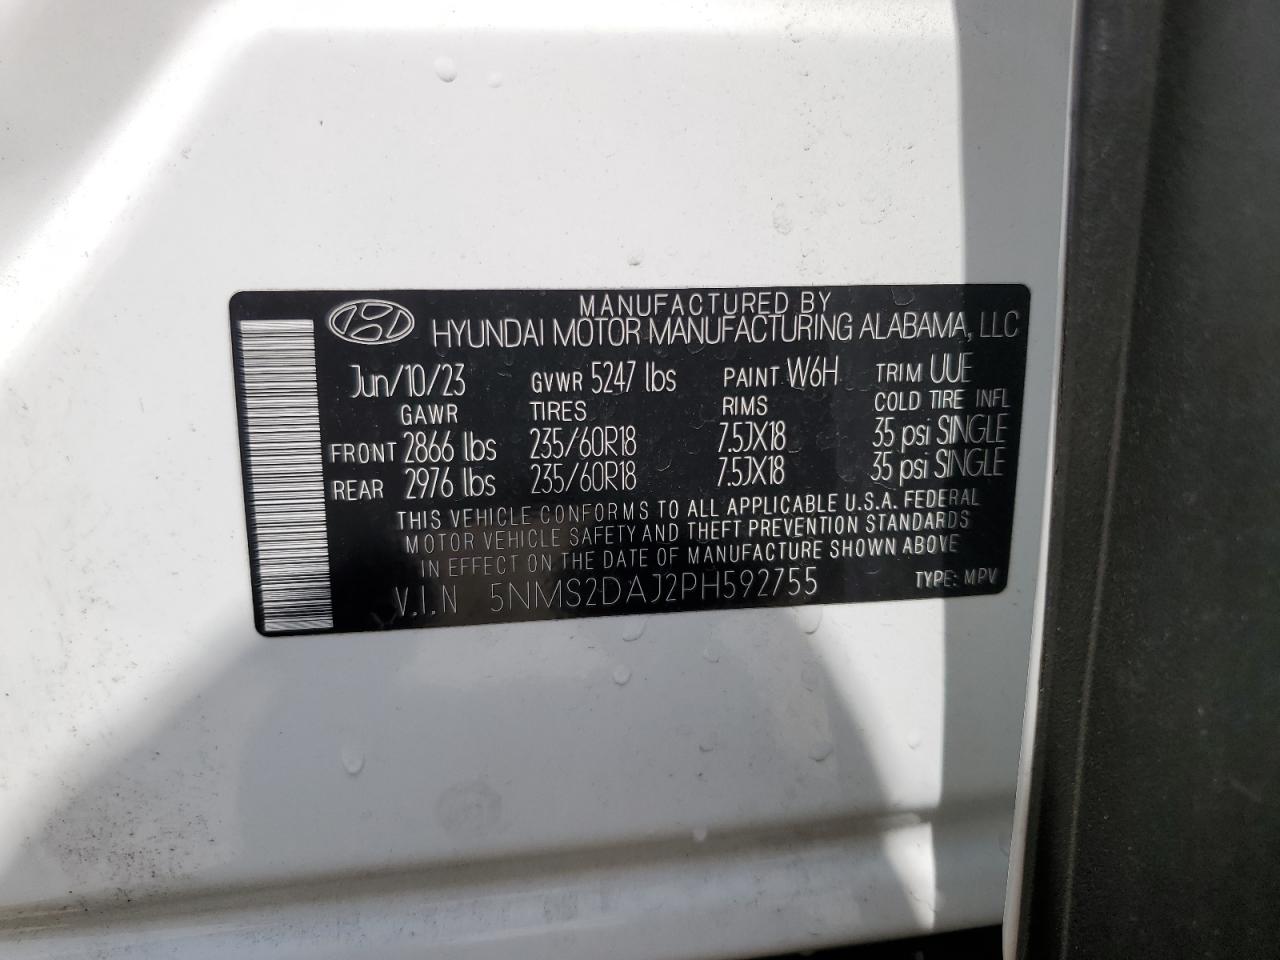 MANUFACTURED BY
HYUNDAI MOTOR MANUFACTURING ALABAMA, LLC
Jun/10/23 GVWR 5247 lbs PAINT W6H TRIM UUE
GAWR TIRES RIMS COLD TIRE INFL
FRONT 2866 lbs 235/60R18 7.5JX18 35 psi SINGLE
REAR 2976 lbs 235/60R18 7.5JX18 35 psi SINGLE
THIS VEHICLE CONFORMS TO ALL APPLICABLE U.S.A. FEDERAL
MOTOR VEHICLE SAFETY AND THEFT PREVENTION STANDARDS
IN EFFECT ON THE DATE OF MANUFACTURE SHOWN ABOVE
V.I.N 5NMS2DAJ2PH592755 TYPE: MPV